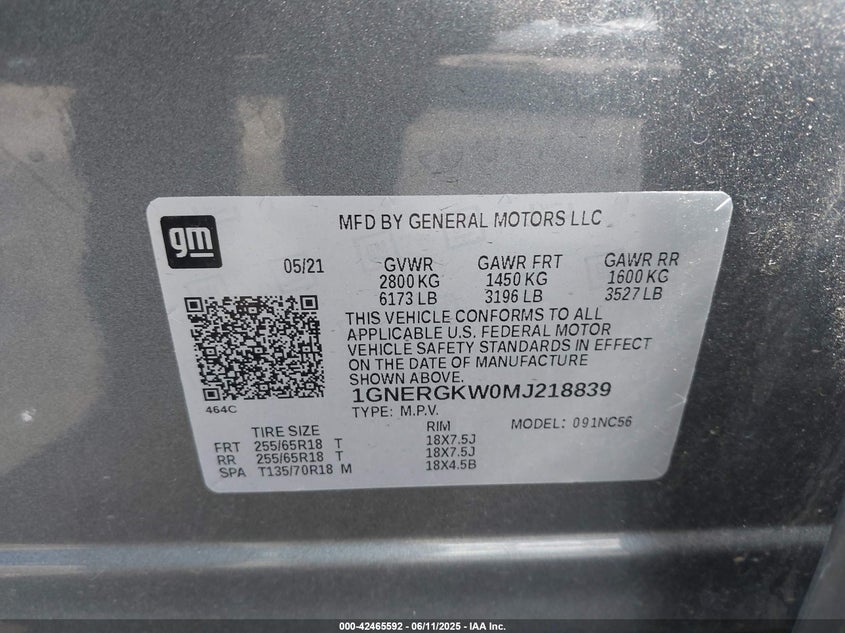 gm
MFD BY GENERAL MOTORS LLC
05/21
GVWR
2800 KG
6173 LB
GAWR FRT
1450 KG
3196 LB
GAWR RR
1600 KG
3527 LB
THIS VEHICLE CONFORMS TO ALL
APPLICABLE U.S. FEDERAL MOTOR
VEHICLE SAFETY STANDARDS IN EFFECT
ON THE DATE OF MANUFACTURE
SHOWN ABOVE.
1GNERGKW0MJ218839
464C
TYPE: M.P.V.
MODEL: 091NC56
TIRE SIZE RIM
FRT 255/65R18 T 18X7.5J
RR 255/65R18 T 18X7.5J
SPA T135/70R18 M 18X4.5B
000-42465592 - 06/11/2025 - IAA Inc.